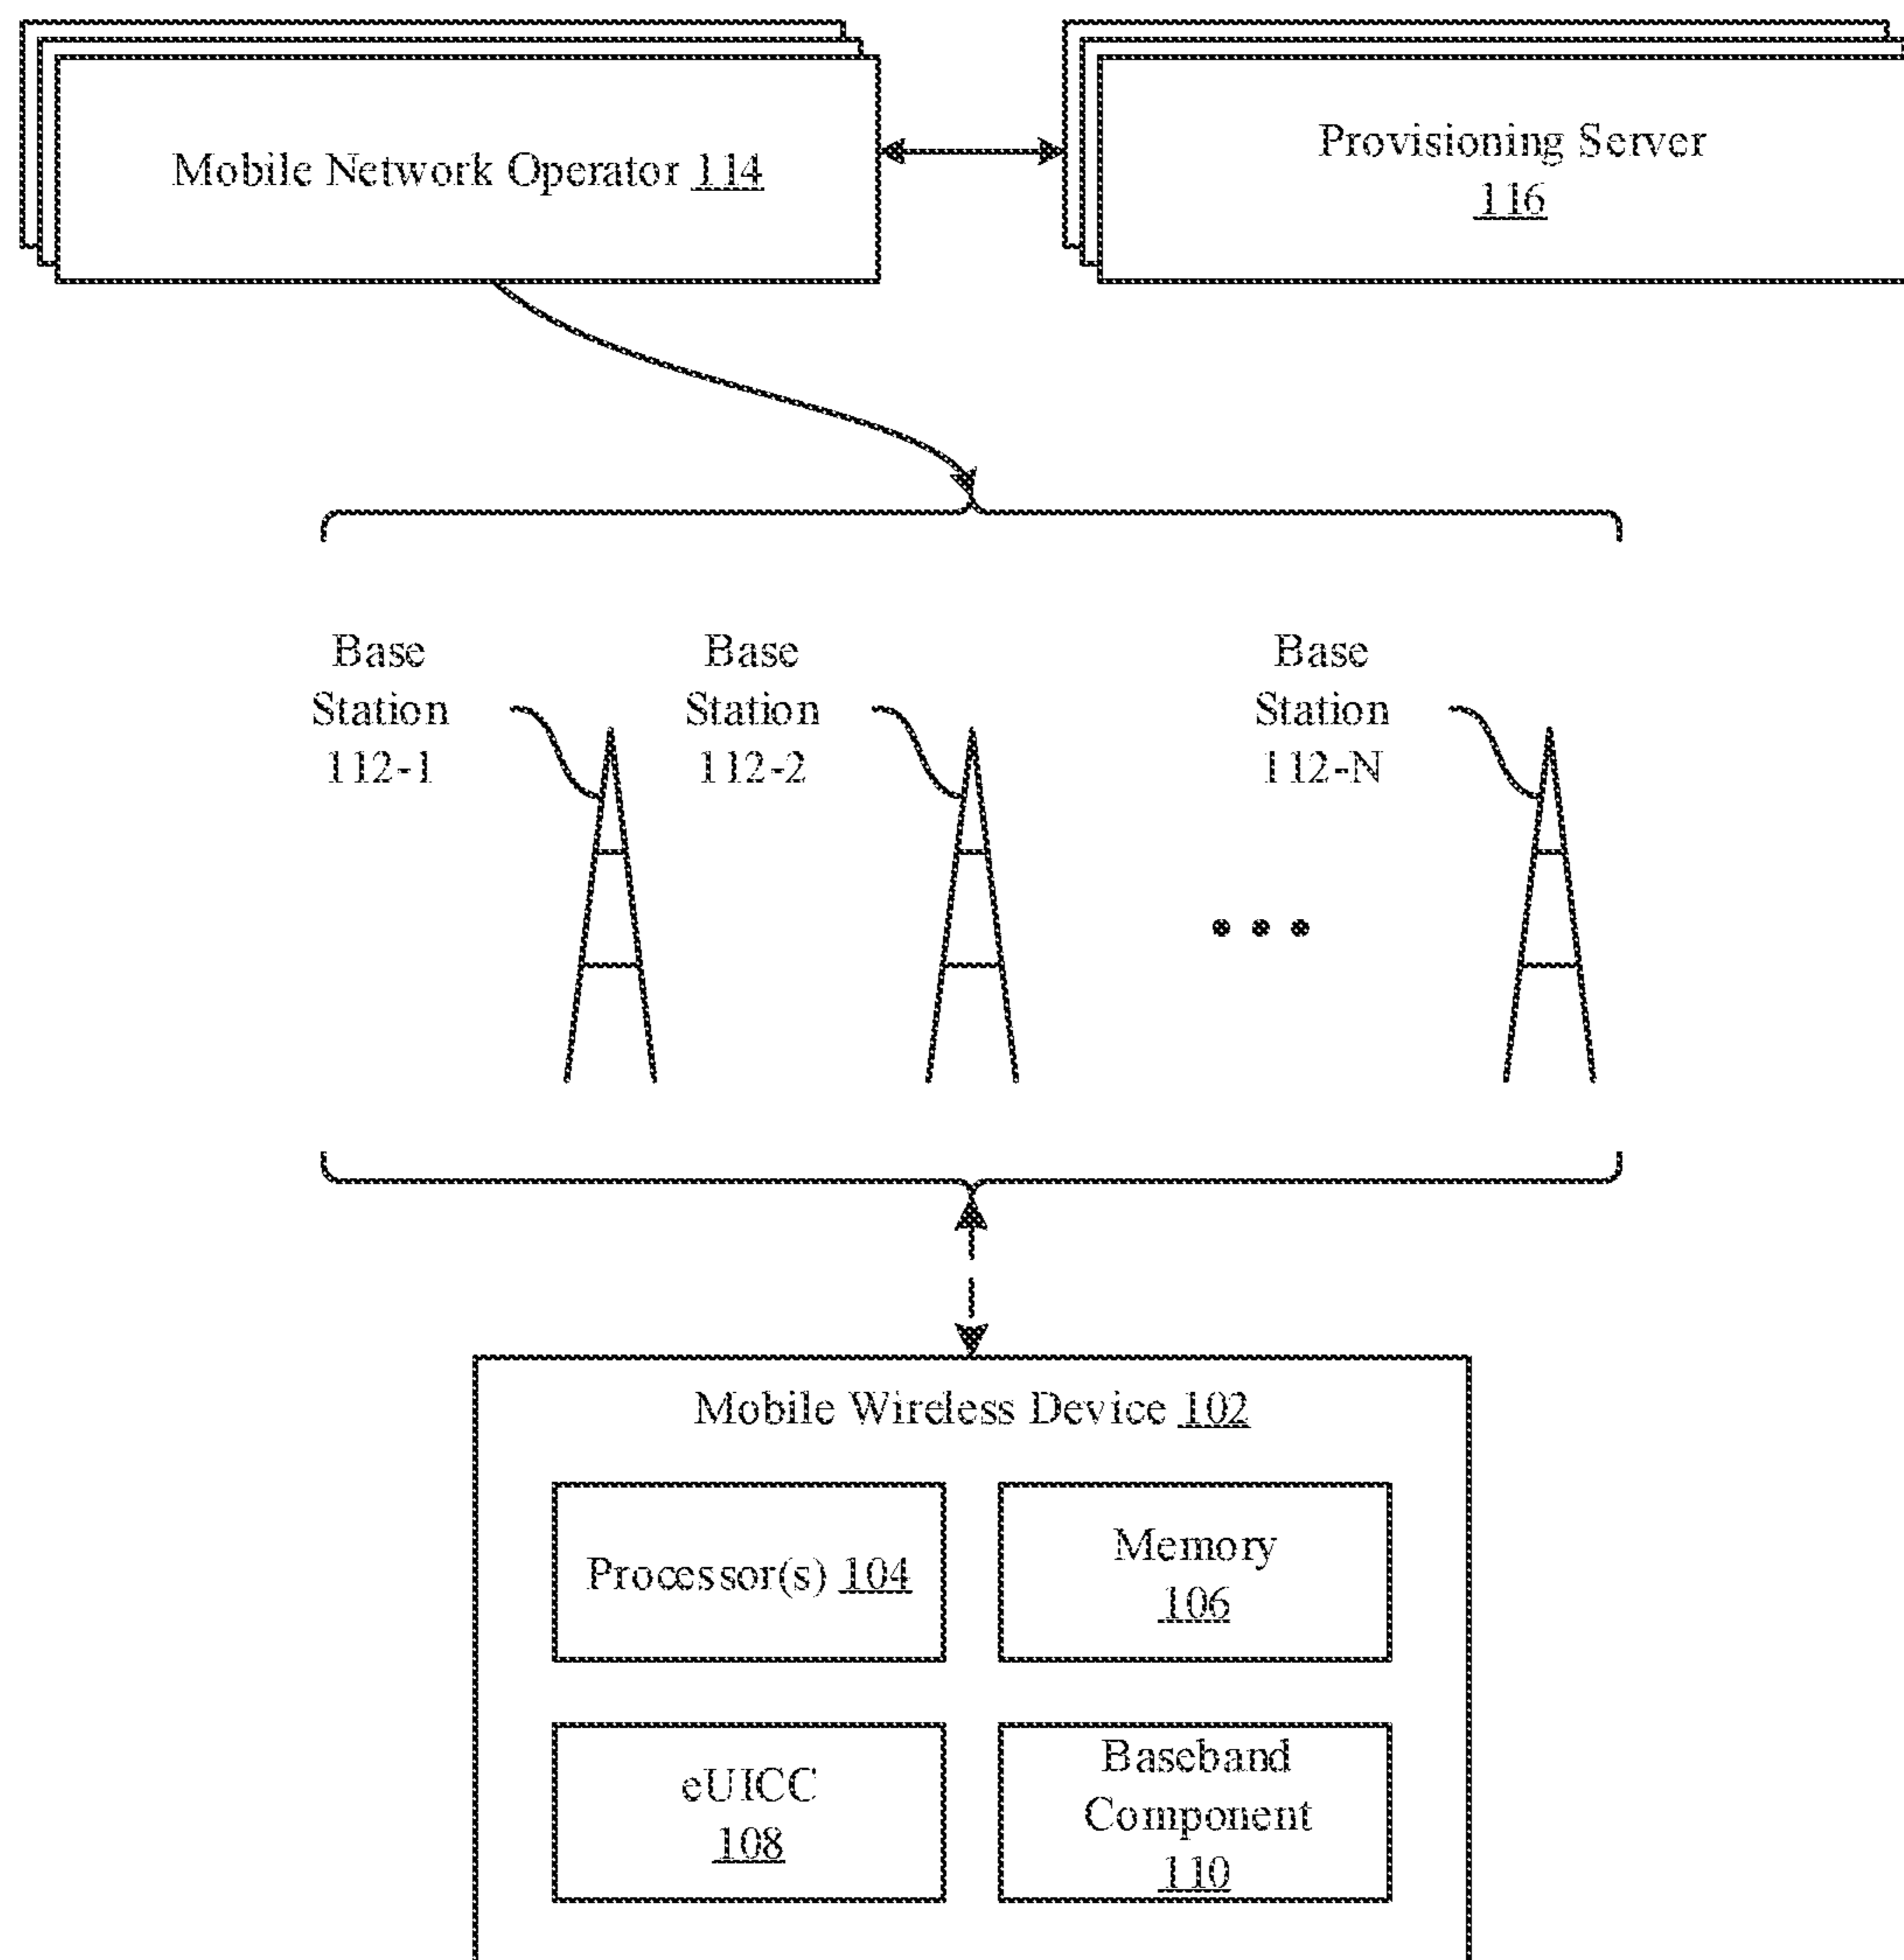 Mobile Network Operator 114
Provisioning Server
116
Base
Station
112-1
Base
Station
112-2
Base
Station
112-N
Mobile Wireless Device 102
Processor(s) 104
Memory
106
eUICC
108
Baseband
Component
110